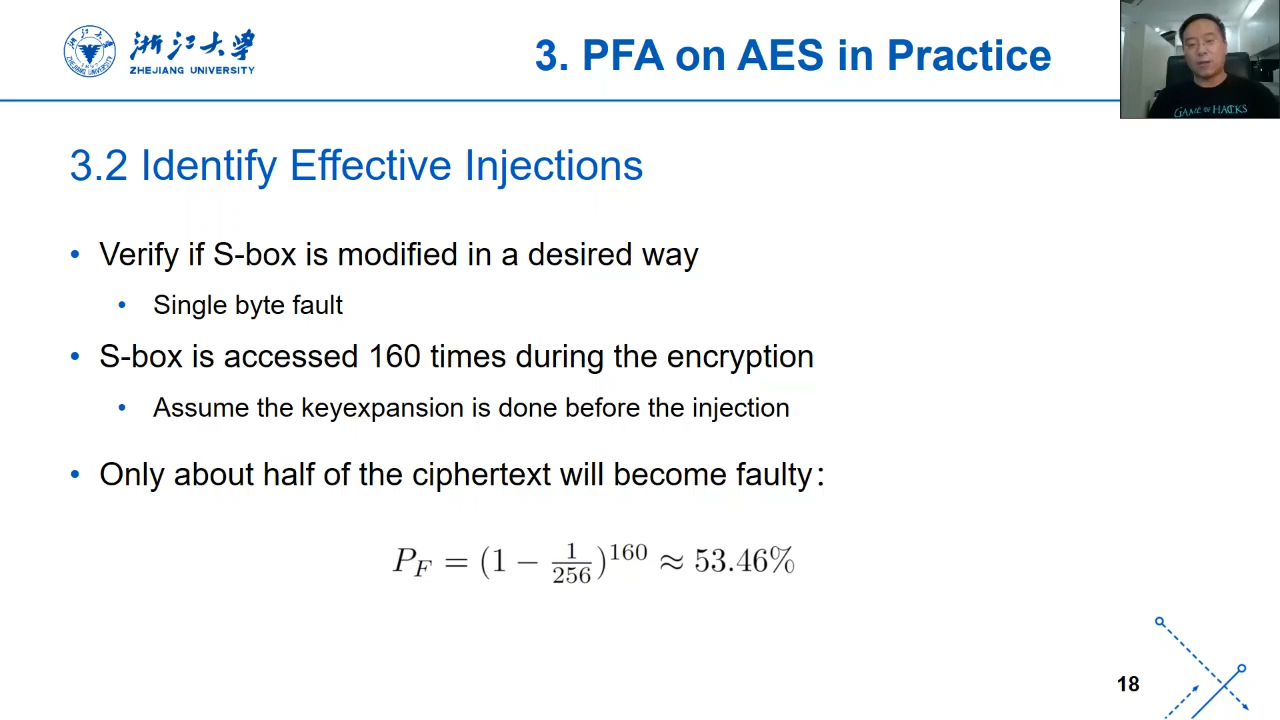 浙江大学
ZHEJIANG UNIVERSITY
3. PFA on AES in Practice
GAME OF HACKS
3.2 Identify Effective Injections
• Verify if S-box is modified in a desired way
• Single byte fault
• S-box is accessed 160 times during the encryption
• Assume the keyexpansion is done before the injection
• Only about half of the ciphertext will become faulty：
P_F = (1 − 1/256)^160 ≈ 53.46%
18